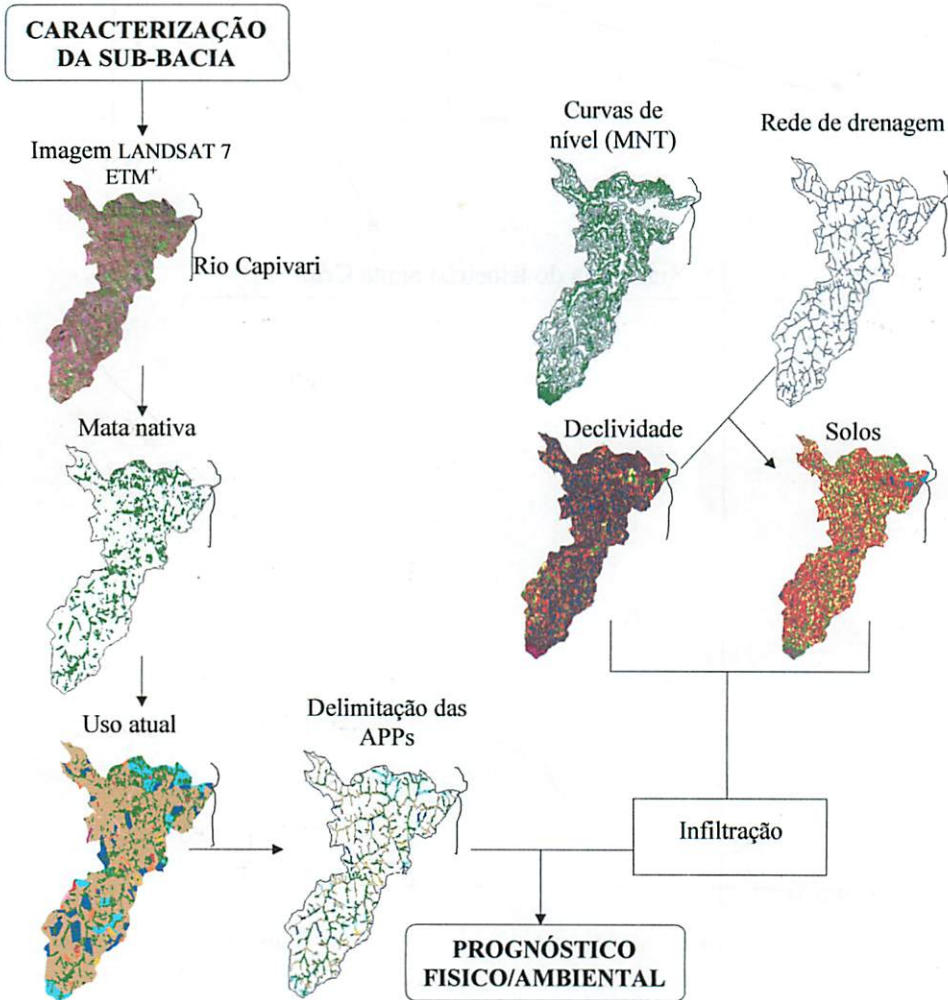 CARACTERIZAÇÃO
DA SUB-BACIA
Imagem LANDSAT 7
ETM⁺
Rio Capivari
Mata nativa
Uso atual
Delimitação das
APPs
Curvas de
nível (MNT)
Rede de drenagem
Declividade
Solos
Infiltração
PROGNÓSTICO
FISICO/AMBIENTAL